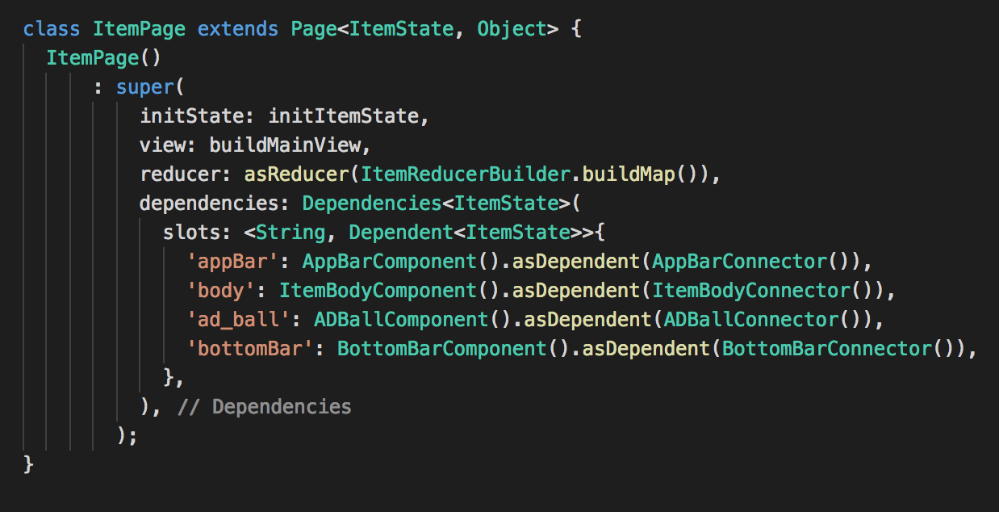 class ItemPage extends Page<ItemState, Object> {
  ItemPage()
      : super(
          initState: initItemState,
          view: buildMainView,
          reducer: asReducer(ItemReducerBuilder.buildMap()),
          dependencies: Dependencies<ItemState>(
            slots: <String, Dependent<ItemState>>{
              'appBar': AppBarComponent().asDependent(AppBarConnector()),
              'body': ItemBodyComponent().asDependent(ItemBodyConnector()),
              'ad_ball': ADBallComponent().asDependent(ADBallConnector()),
              'bottomBar': BottomBarComponent().asDependent(BottomBarConnector()),
            },
          ), // Dependencies
        );
}